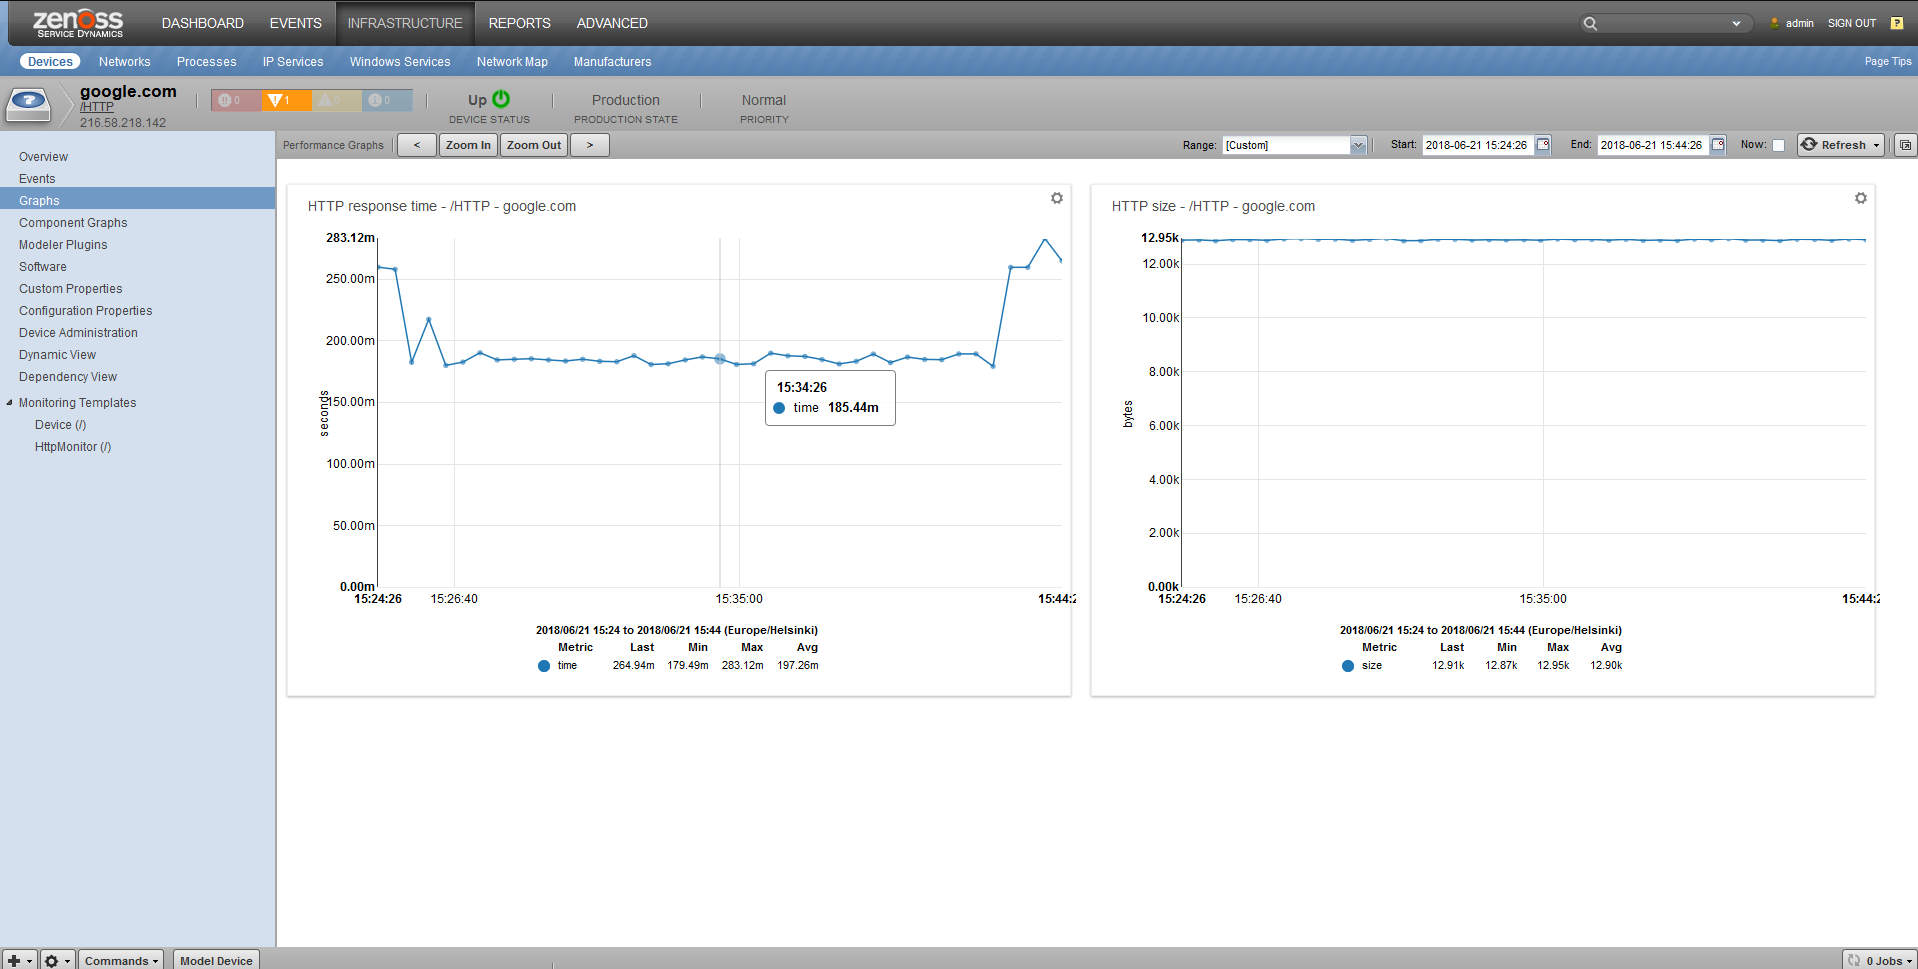 zenoss
SERVICE DYNAMICS
DASHBOARD EVENTS INFRASTRUCTURE REPORTS ADVANCED
admin SIGN OUT ?
Devices Networks Processes IP Services Windows Services Network Map Manufacturers
Page Tips
google.com
/HTTP
216.58.218.142
0 1 0 0
Up
DEVICE STATUS
Production
PRODUCTION STATE
Normal
PRIORITY
Overview
Events
Graphs
Component Graphs
Modeler Plugins
Software
Custom Properties
Configuration Properties
Device Administration
Dynamic View
Dependency View
Monitoring Templates
Device (/)
HttpMonitor (/)
Performance Graphs < Zoom In Zoom Out >
Range: [Custom] Start: 2018-06-21 15:24:26 End: 2018-06-21 15:44:26 Now: Refresh
HTTP response time - /HTTP - google.com
283.12m
250.00m
200.00m
150.00m
100.00m
50.00m
0.00m
seconds
15:34:26
time 185.44m
15:24:26 15:26:40 15:35:00 15:44:2
2018/06/21 15:24 to 2018/06/21 15:44 (Europe/Helsinki)
Metric Last Min Max Avg
time 264.94m 179.49m 283.12m 197.26m
HTTP size - /HTTP - google.com
12.95k
12.00k
10.00k
8.00k
6.00k
4.00k
2.00k
0.00k
bytes
15:24:26 15:26:40 15:35:00 15:44:2
2018/06/21 15:24 to 2018/06/21 15:44 (Europe/Helsinki)
Metric Last Min Max Avg
size 12.91k 12.87k 12.95k 12.90k
Commands Model Device
0 Jobs